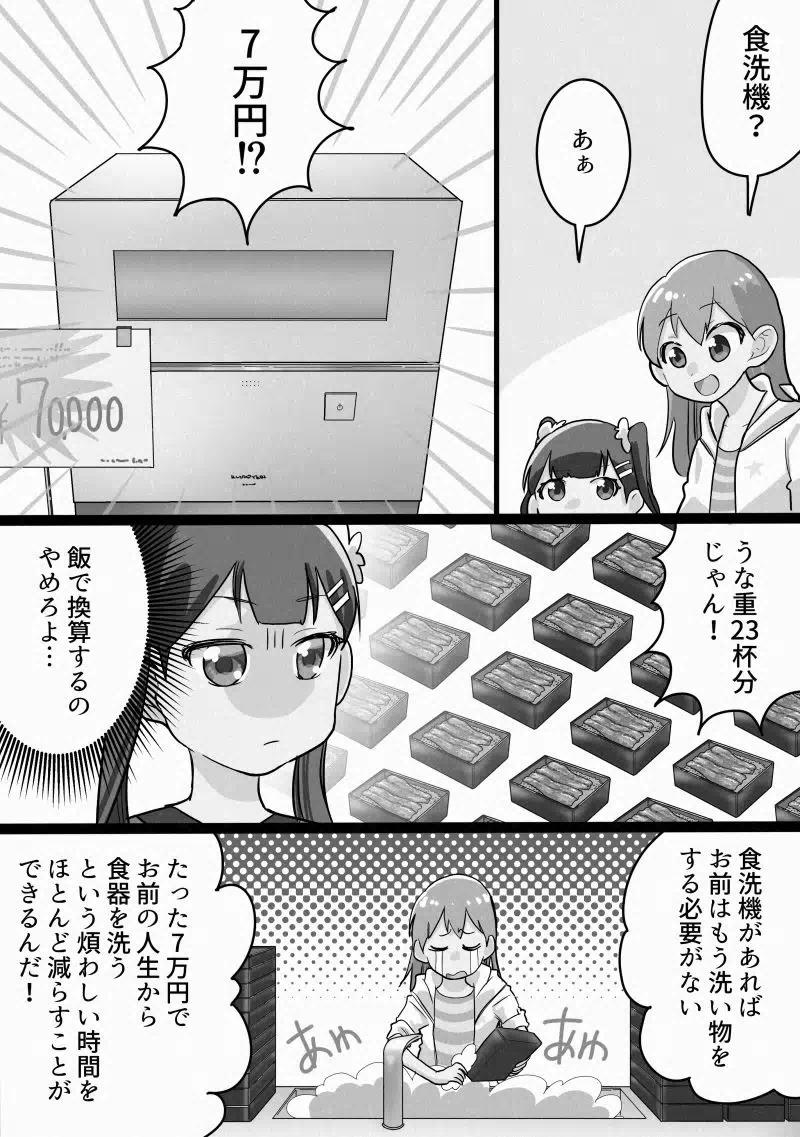 食洗機?
あぁ
7万円!?
¥70,000
うな重23杯分
じゃん!
飯で換算するの
やめろよ…
食洗機があれば
お前はもう洗い物を
する必要がない
あわ
あわ
たった7万円で
お前の人生から
食器を洗う
という煩わしい時間を
ほとんど減らすことが
できるんだ!